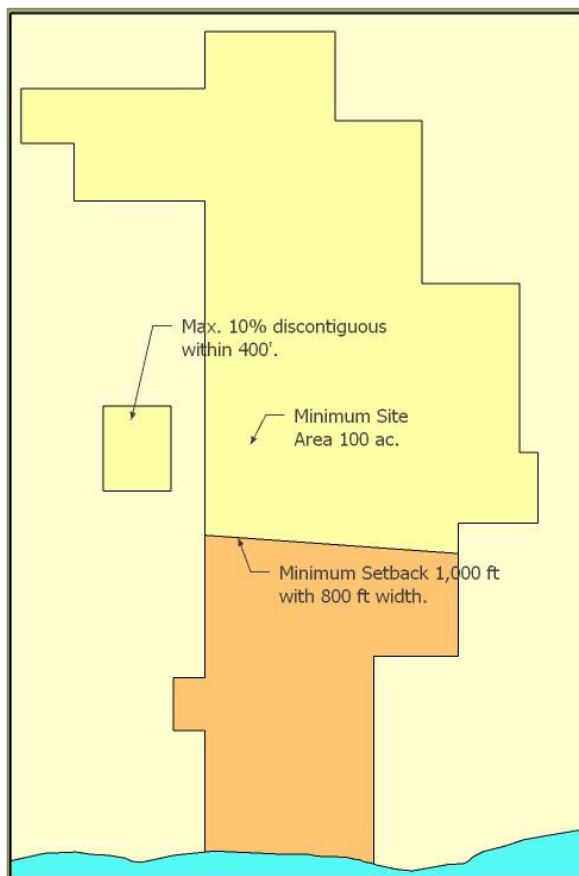 Max. 10% discontiguous
within 400'.
Minimum Site
Area 100 ac.
Minimum Setback 1,000 ft
with 800 ft width.